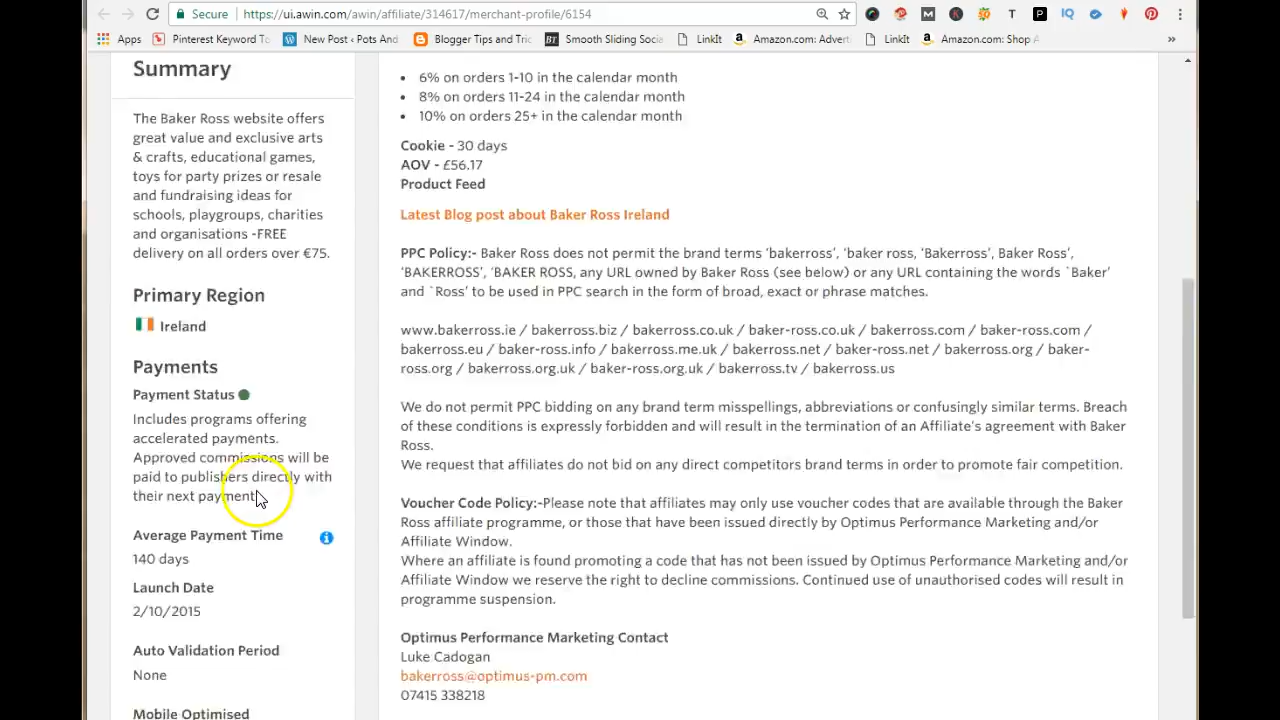 Secure
https://ui.awin.com/awin/affiliate/314617/merchant-profile/6154
M
K
T
P
IQ
Apps
Pinterest Keyword To
New Post ‹ Pots And
Blogger Tips and Tric
BT
Smooth Sliding Socia
LinkIt
Amazon.com: Advert
LinkIt
Amazon.com: Shop A
»
Summary
The Baker Ross website offers
great value and exclusive arts
& crafts, educational games,
toys for party prizes or resale
and fundraising ideas for
schools, playgroups, charities
and organisations -FREE
delivery on all orders over €75.
Primary Region
Ireland
Payments
Payment Status
Includes programs offering
accelerated payments.
Approved commissions will be
paid to publishers directly with
their next payment
Average Payment Time
140 days
Launch Date
2/10/2015
Auto Validation Period
None
Mobile Optimised
• 6% on orders 1-10 in the calendar month
• 8% on orders 11-24 in the calendar month
• 10% on orders 25+ in the calendar month
Cookie - 30 days
AOV - £56.17
Product Feed
Latest Blog post about Baker Ross Ireland
PPC Policy:- Baker Ross does not permit the brand terms 'bakerross', 'baker ross, 'Bakerross', Baker Ross',
'BAKERROSS', 'BAKER ROSS, any URL owned by Baker Ross (see below) or any URL containing the words `Baker'
and `Ross' to be used in PPC search in the form of broad, exact or phrase matches.
www.bakerross.ie / bakerross.biz / bakerross.co.uk / baker-ross.co.uk / bakerross.com / baker-ross.com /
bakerross.eu / baker-ross.info / bakerross.me.uk / bakerross.net / baker-ross.net / bakerross.org / baker-
ross.org / bakerross.org.uk / baker-ross.org.uk / bakerross.tv / bakerross.us
We do not permit PPC bidding on any brand term misspellings, abbreviations or confusingly similar terms. Breach
of these conditions is expressly forbidden and will result in the termination of an Affiliate's agreement with Baker
Ross.
We request that affiliates do not bid on any direct competitors brand terms in order to promote fair competition.
Voucher Code Policy:-Please note that affiliates may only use voucher codes that are available through the Baker
Ross affiliate programme, or those that have been issued directly by Optimus Performance Marketing and/or
Affiliate Window.
Where an affiliate is found promoting a code that has not been issued by Optimus Performance Marketing and/or
Affiliate Window we reserve the right to decline commissions. Continued use of unauthorised codes will result in
programme suspension.
Optimus Performance Marketing Contact
Luke Cadogan
bakerross@optimus-pm.com
07415 338218